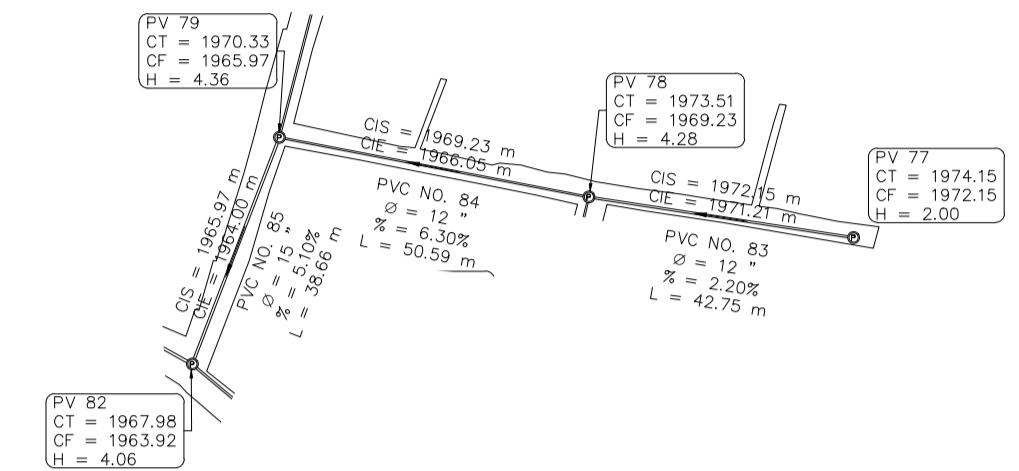 PV 79
CT = 1970.33
CF = 1965.97
H = 4.36
PV 78
CT = 1973.51
CF = 1969.23
H = 4.28
PV 77
CT = 1974.15
CF = 1972.15
H = 2.00
CIS = 1969.23 m
CIE = 1966.05 m
PVC NO. 84
Ø = 12 "
% = 6.30%
L = 50.59 m
CIS = 1972.15 m
CIE = 1971.21 m
PVC NO. 83
Ø = 12 "
% = 2.20%
L = 42.75 m
CIS = 1965.97 m
CIE = 1964.00 m
PVC NO. 85
Ø = 15 "
% = 5.10%
L = 38.66 m
PV 82
CT = 1967.98
CF = 1963.92
H = 4.06
P
P
P
P